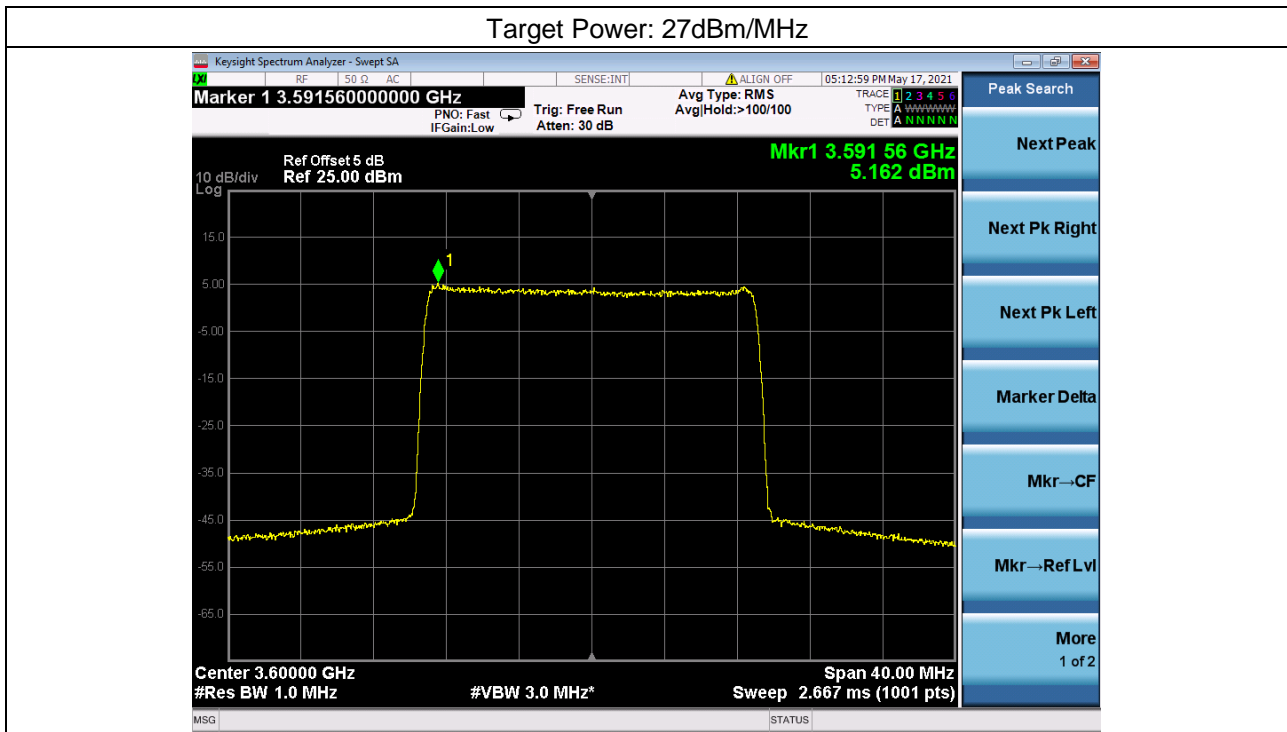 Target Power: 27dBm/MHz
Keysight Spectrum Analyzer - Swept SA
LXI RF 50 Ω AC SENSE:INT ALIGN OFF 05:12:59 PM May 17, 2021
Marker 1 3.591560000000 GHz
PNO: Fast
IFGain:Low
Trig: Free Run
Atten: 30 dB
Avg Type: RMS
Avg|Hold:>100/100
TRACE 1 2 3 4 5 6
TYPE A WWWWW
DET A N N N N N
Mkr1 3.591 56 GHz
5.162 dBm
Ref Offset 5 dB
10 dB/div Ref 25.00 dBm
Log
15.0
1
5.00
-5.00
-15.0
-25.0
-35.0
-45.0
-55.0
-65.0
Center 3.60000 GHz Span 40.00 MHz
#Res BW 1.0 MHz #VBW 3.0 MHz* Sweep 2.667 ms (1001 pts)
MSG STATUS
Peak Search
Next Peak
Next Pk Right
Next Pk Left
Marker Delta
Mkr→CF
Mkr→Ref Lvl
More
1 of 2